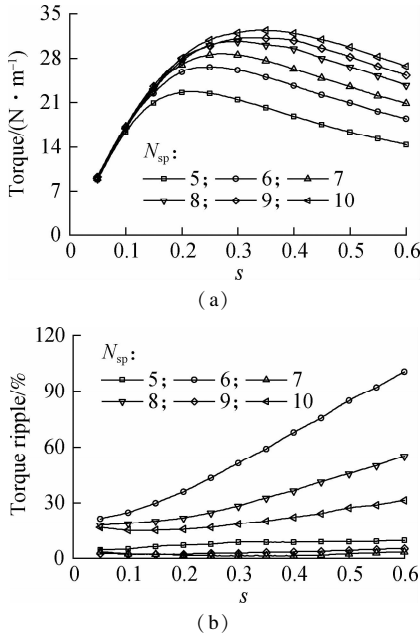 35
28
21
14
7
0
Torque/(N·m⁻¹)
N_sp:
5; 6; 7
8; 9; 10
0 0.1 0.2 0.3 0.4 0.5 0.6
s
(a)
120
90
60
30
0
Torque ripple/%
N_sp:
5; 6; 7
8; 9; 10
0.1 0.2 0.3 0.4 0.5 0.6
s
(b)